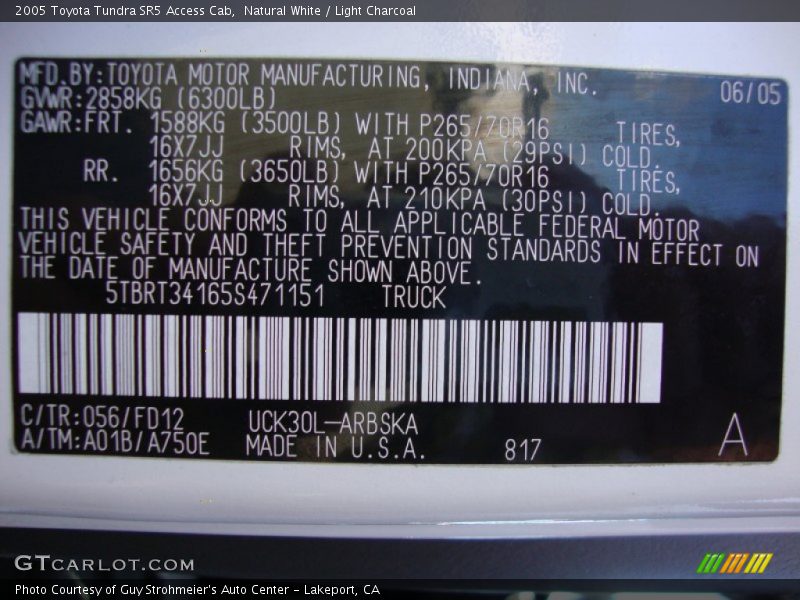 2005 Toyota Tundra SR5 Access Cab, Natural White / Light Charcoal
MFD.BY:TOYOTA MOTOR MANUFACTURING, INDIANA, INC. 06/05
GVWR:2858KG (6300LB)
GAWR:FRT. 1588KG (3500LB) WITH P265/70R16 TIRES,
16X7JJ RIMS, AT 200KPA (29PSI) COLD.
RR. 1656KG (3650LB) WITH P265/70R16 TIRES,
16X7JJ RIMS, AT 210KPA (30PSI) COLD.
THIS VEHICLE CONFORMS TO ALL APPLICABLE FEDERAL MOTOR
VEHICLE SAFETY AND THEFT PREVENTION STANDARDS IN EFFECT ON
THE DATE OF MANUFACTURE SHOWN ABOVE.
5TBRT34165S471151 TRUCK
C/TR:056/FD12 UCK30L-ARBSKA
A/TM:A01B/A750E MADE IN U.S.A. 817 A
GTCARLOT.COM
Photo Courtesy of Guy Strohmeier's Auto Center - Lakeport, CA